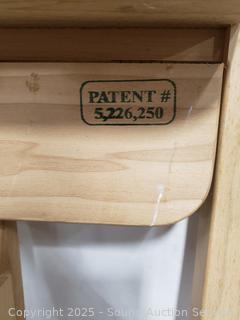 PATENT #
5,226,250
Copyright 2025 - Sound Auction Service